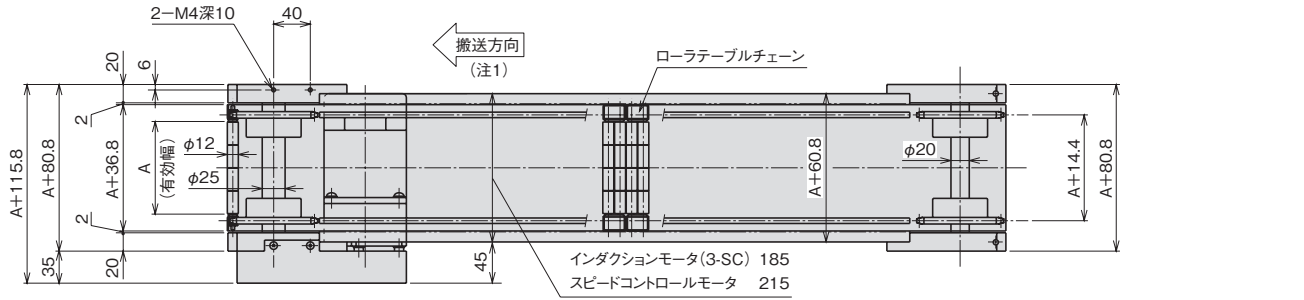 2−M4深10
40
搬送方向
(注1)
ローラテーブルチェーン
20
6
2
φ12
φ25
A+115.8
A+80.8
A+36.8
A
(有効幅)
A+60.8
φ20
A+14.4
A+80.8
2
35
20
45
インダクションモータ(3-SC) 185
スピードコントロールモータ 215